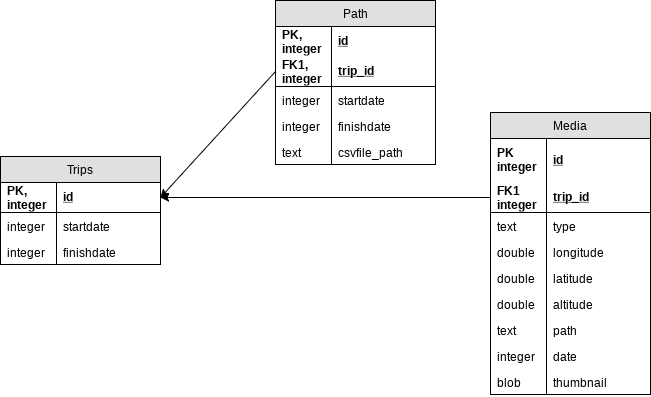 Path
PK,
integer id
FK1,
integer trip_id
integer startdate
integer finishdate
text csvfile_path
Media
PK
integer id
FK1
integer trip_id
text type
double longitude
double latitude
double altitude
text path
integer date
blob thumbnail
Trips
PK,
integer id
integer startdate
integer finishdate